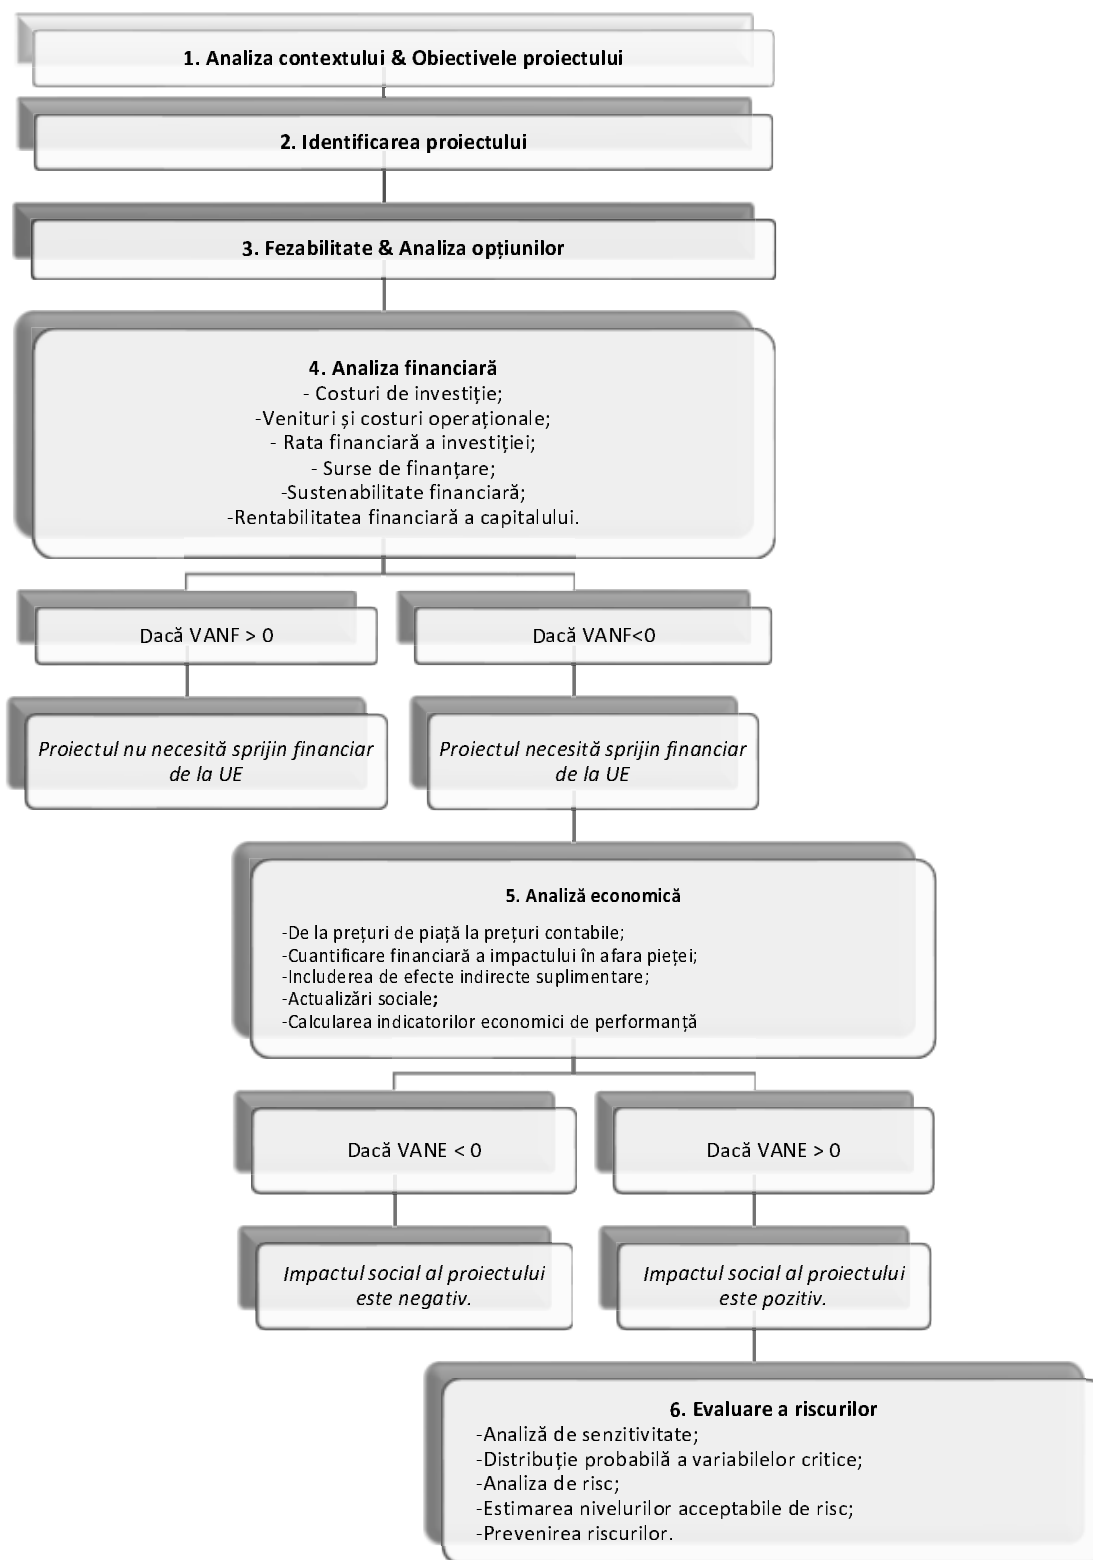 1. Analiza contextului & Obiectivele proiectului
2. Identificarea proiectului
3. Fezabilitate & Analiza opțiunilor
4. Analiza financiară
- Costuri de investiție;
-Venituri și costuri operaționale;
- Rata financiară a investiției;
- Surse de finanțare;
-Sustenabilitate financiară;
-Rentabilitatea financiară a capitalului.
Dacă VANF > 0
Dacă VANF<0
Proiectul nu necesită sprijin financiar
de la UE
Proiectul necesită sprijin financiar
de la UE
5. Analiză economică
-De la prețuri de piață la prețuri contabile;
-Cuantificare financiară a impactului în afara pieței;
-Includerea de efecte indirecte suplimentare;
-Actualizări sociale;
-Calcularea indicatorilor economici de performanță
Dacă VANE < 0
Dacă VANE > 0
Impactul social al proiectului
este negativ.
Impactul social al proiectului
este pozitiv.
6. Evaluare a riscurilor
-Analiză de senzitivitate;
-Distribuție probabilă a variabilelor critice;
-Analiza de risc;
-Estimarea nivelurilor acceptabile de risc;
-Prevenirea riscurilor.